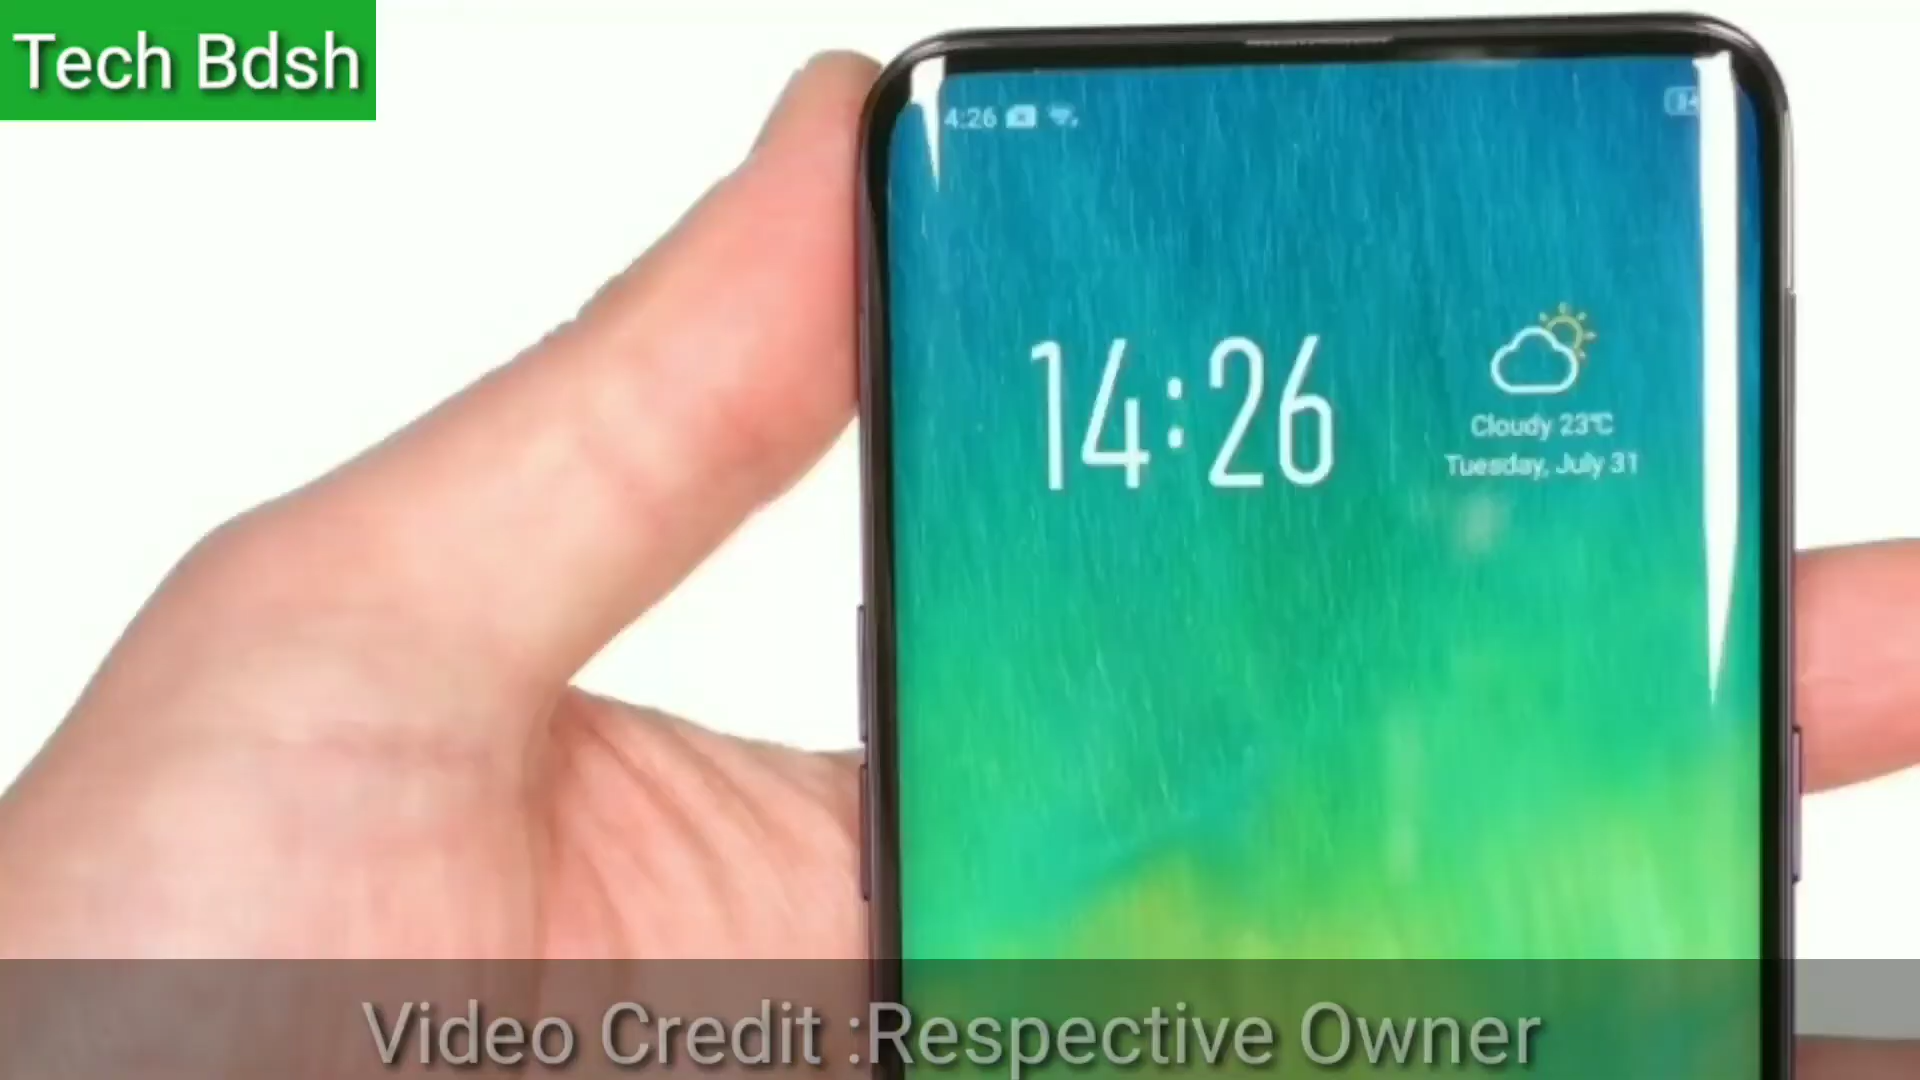 Tech Bdsh
4:26
14:26
Cloudy 23℃
Tuesday, July 31
Video Credit :Respective Owner